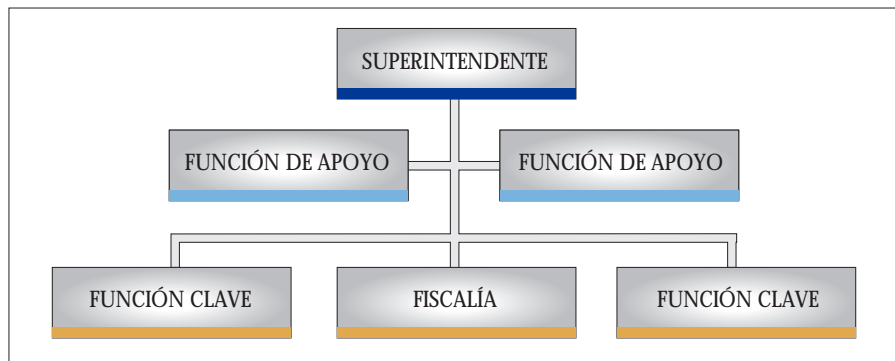 SUPERINTENDENTE
FUNCIÓN DE APOYO
FUNCIÓN DE APOYO
FUNCIÓN CLAVE
FISCALÍA
FUNCIÓN CLAVE